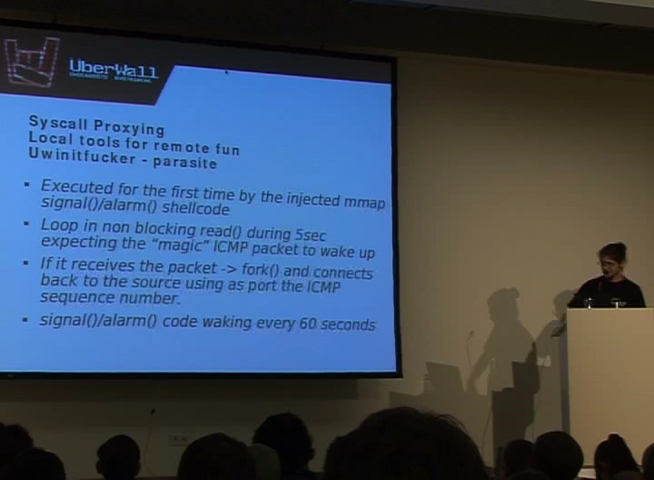 UberWall
Syscall Proxying
Local tools for remote fun
Uwinitfucker - parasite
Executed for the first time by the injected mmap
signal()/alarm() shellcode
Loop in non blocking read() during 5sec
expecting the "magic" ICMP packet to wake up
If it receives the packet -> fork() and connects
back to the source using as port the ICMP
sequence number.
signal()/alarm() code waking every 60 seconds